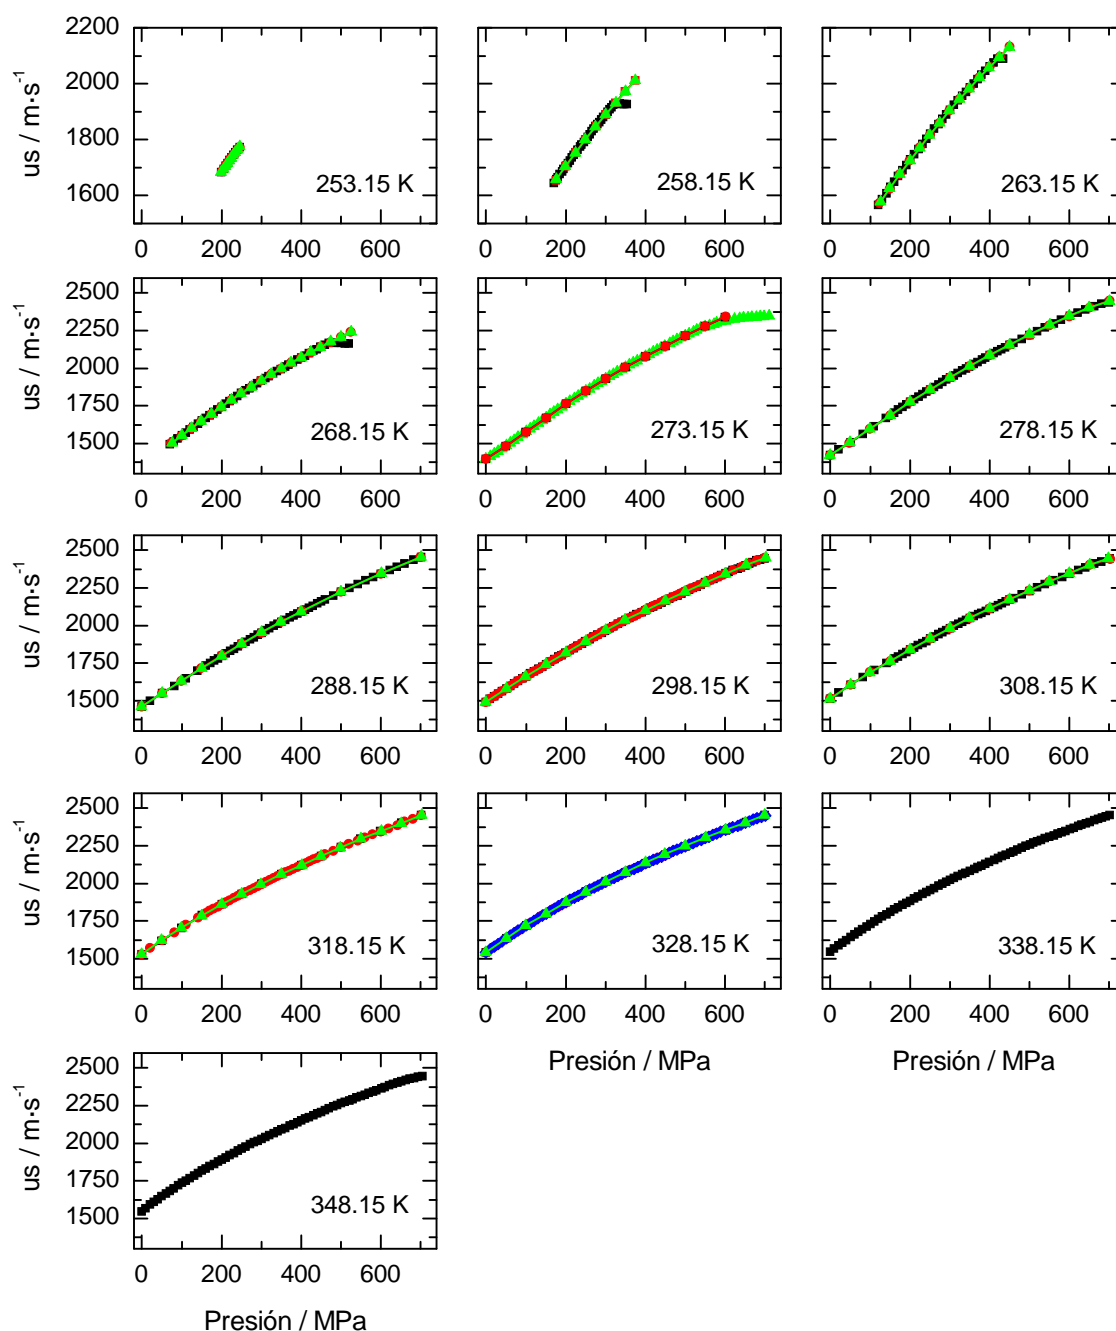 2200
2000
1800
1600
us / m·s⁻¹
253.15 K
0 200 400 600
258.15 K
0 200 400 600
263.15 K
0 200 400 600
2500
2250
2000
1750
1500
us / m·s⁻¹
268.15 K
0 200 400 600
273.15 K
0 200 400 600
278.15 K
0 200 400 600
2500
2250
2000
1750
1500
us / m·s⁻¹
288.15 K
0 200 400 600
298.15 K
0 200 400 600
308.15 K
0 200 400 600
2500
2250
2000
1750
1500
us / m·s⁻¹
318.15 K
0 200 400 600
328.15 K
0 200 400 600
Presión / MPa
338.15 K
0 200 400 600
Presión / MPa
2500
2250
2000
1750
1500
us / m·s⁻¹
348.15 K
0 200 400 600
Presión / MPa